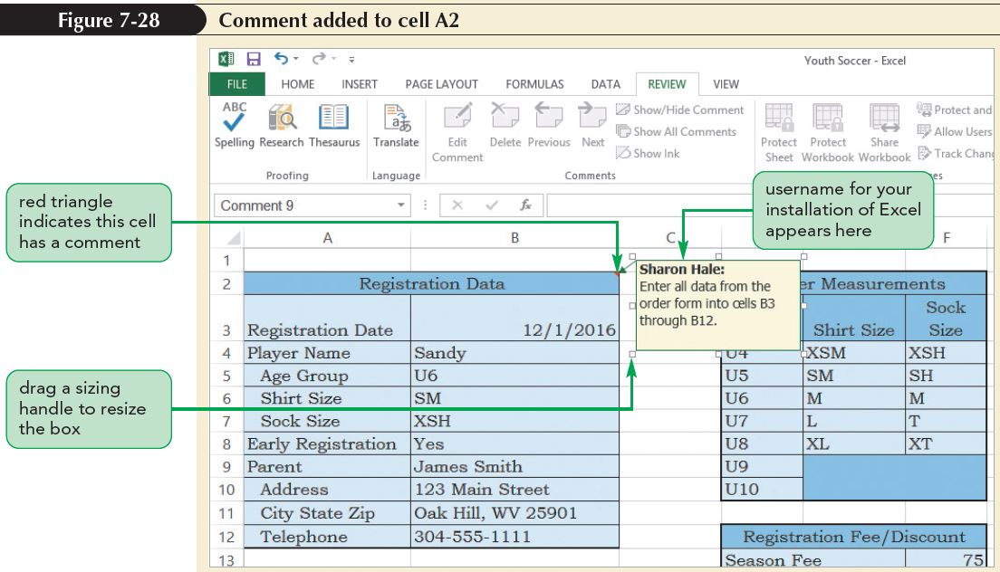 Figure 7-28 Comment added to cell A2
Youth Soccer - Excel
FILE HOME INSERT PAGE LAYOUT FORMULAS DATA REVIEW VIEW
ABC
Spelling Research Thesaurus
Proofing
Translate
Language
Edit
Comment
Delete Previous Next
Show/Hide Comment
Show All Comments
Show Ink
Comments
Protect
Sheet
Protect
Workbook
Share
Workbook
Protect and
Allow Users
Track Chan
es
red triangle
indicates this cell
has a comment
username for your
installation of Excel
appears here
Comment 9 fx
A B C F
1
2 Registration Data er Measurements
Sharon Hale:
Enter all data from the
order form into cells B3
through B12.
Sock
3 Registration Date 12/1/2016 Shirt Size Size
4 Player Name Sandy U4 XSM XSH
5 Age Group U6 U5 SM SH
6 Shirt Size SM U6 M M
7 Sock Size XSH U7 L T
8 Early Registration Yes U8 XL XT
9 Parent James Smith U9
10 Address 123 Main Street U10
11 City State Zip Oak Hill, WV 25901
12 Telephone 304-555-1111 Registration Fee/Discount
13 Season Fee 75
drag a sizing
handle to resize
the box